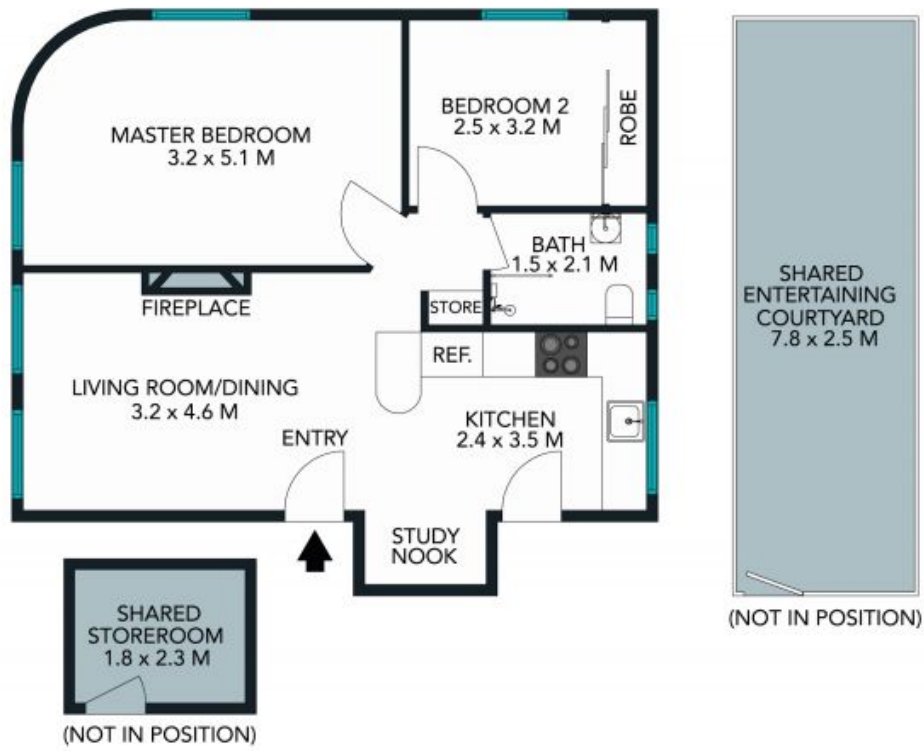 MASTER BEDROOM
3.2 x 5.1 M
BEDROOM 2
2.5 x 3.2 M
ROBE
BATH
1.5 x 2.1 M
FIREPLACE
STORE
REF.
LIVING ROOM/DINING
3.2 x 4.6 M
KITCHEN
2.4 x 3.5 M
ENTRY
STUDY
NOOK
SHARED
ENTERTAINING
COURTYARD
7.8 x 2.5 M
(NOT IN POSITION)
SHARED
STOREROOM
1.8 x 2.3 M
(NOT IN POSITION)